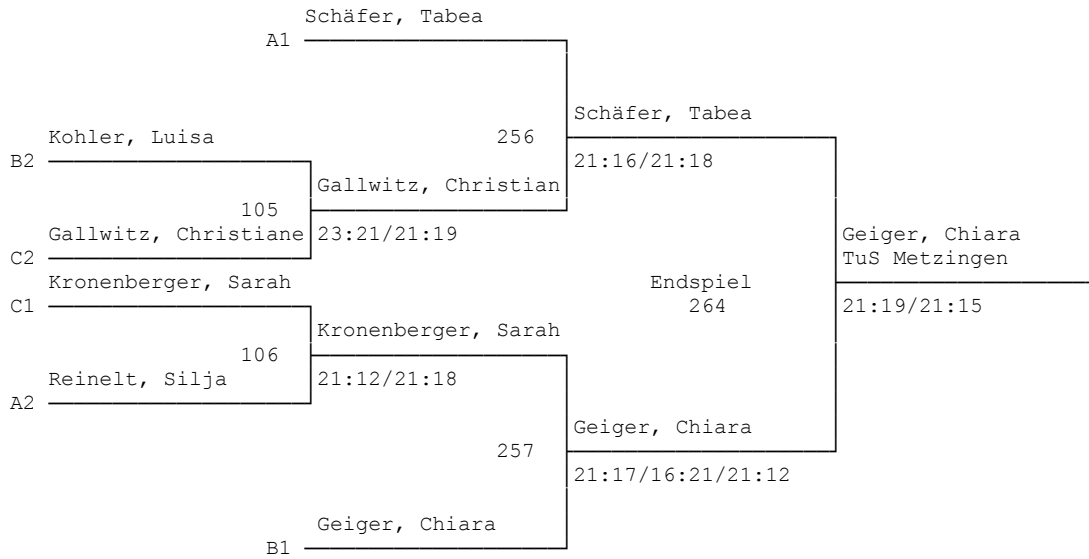 Schäfer, Tabea
A1
Schäfer, Tabea
Kohler, Luisa
256
B2
21:16/21:18
Gallwitz, Christian
105
Gallwitz, Christiane
23:21/21:19
Geiger, Chiara
C2
TuS Metzingen
Kronenberger, Sarah
Endspiel
C1
264
21:19/21:15
Kronenberger, Sarah
106
Reinelt, Silja
21:12/21:18
A2
Geiger, Chiara
257
21:17/16:21/21:12
Geiger, Chiara
B1